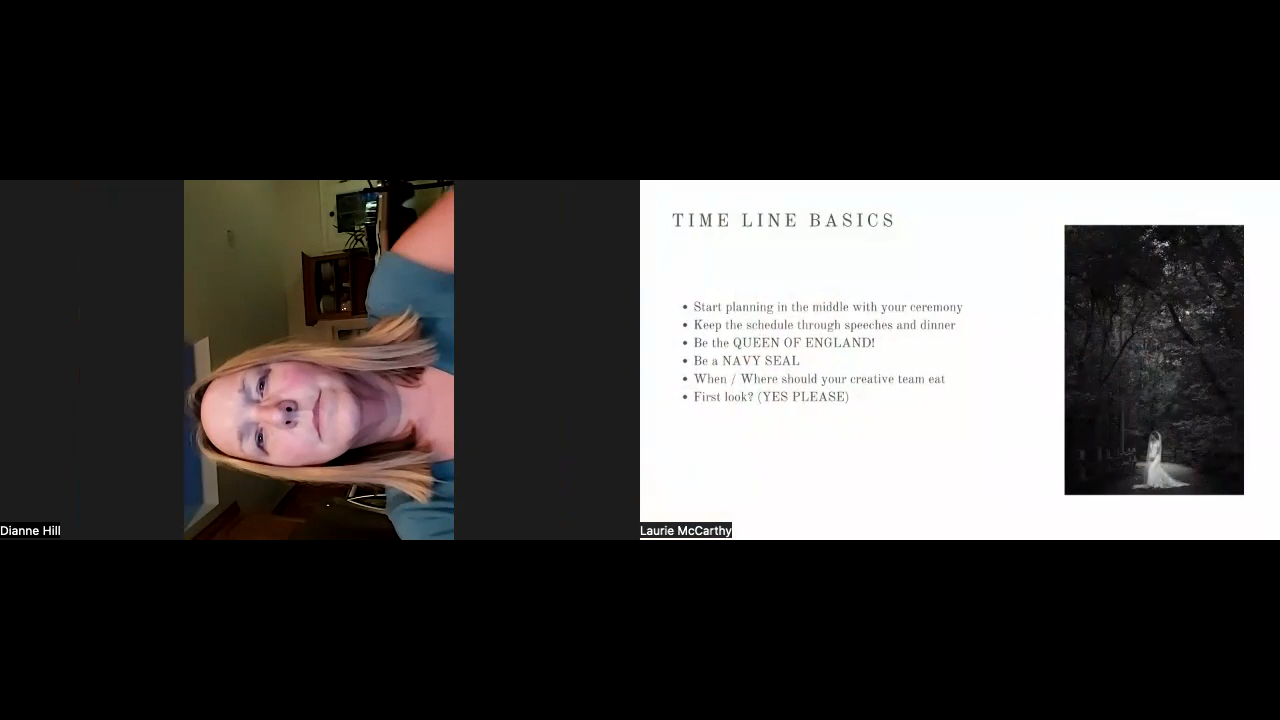 TIME LINE BASICS
• Start planning in the middle with your ceremony
• Keep the schedule through speeches and dinner
• Be the QUEEN OF ENGLAND!
• Be a NAVY SEAL
• When / Where should your creative team eat
• First look? (YES PLEASE)
Dianne Hill
Laurie McCarthy